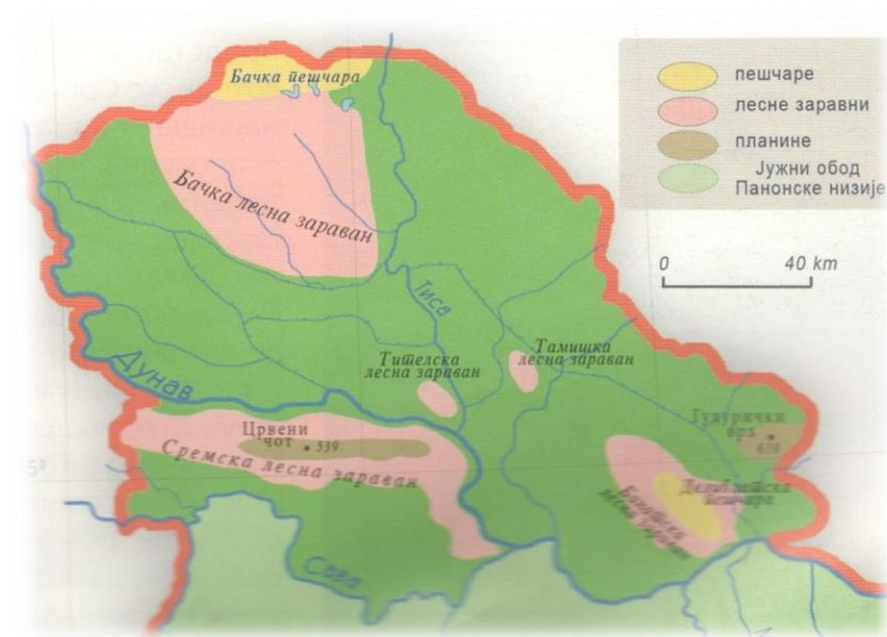 Бачка пешчара
Бачка лесна зараван
Тиса
Дунав
Тителска
лесна зараван
Тамишка
лесна зараван
Црвени
чот
539
Сремска лесна зараван
Гудурички
врх
639
Делиблатска
пешчара
Банатска
лесна зараван
Сава
5°
пешчаре
лесне заравни
планине
Јужни обод
Панонске низије
0
40 km